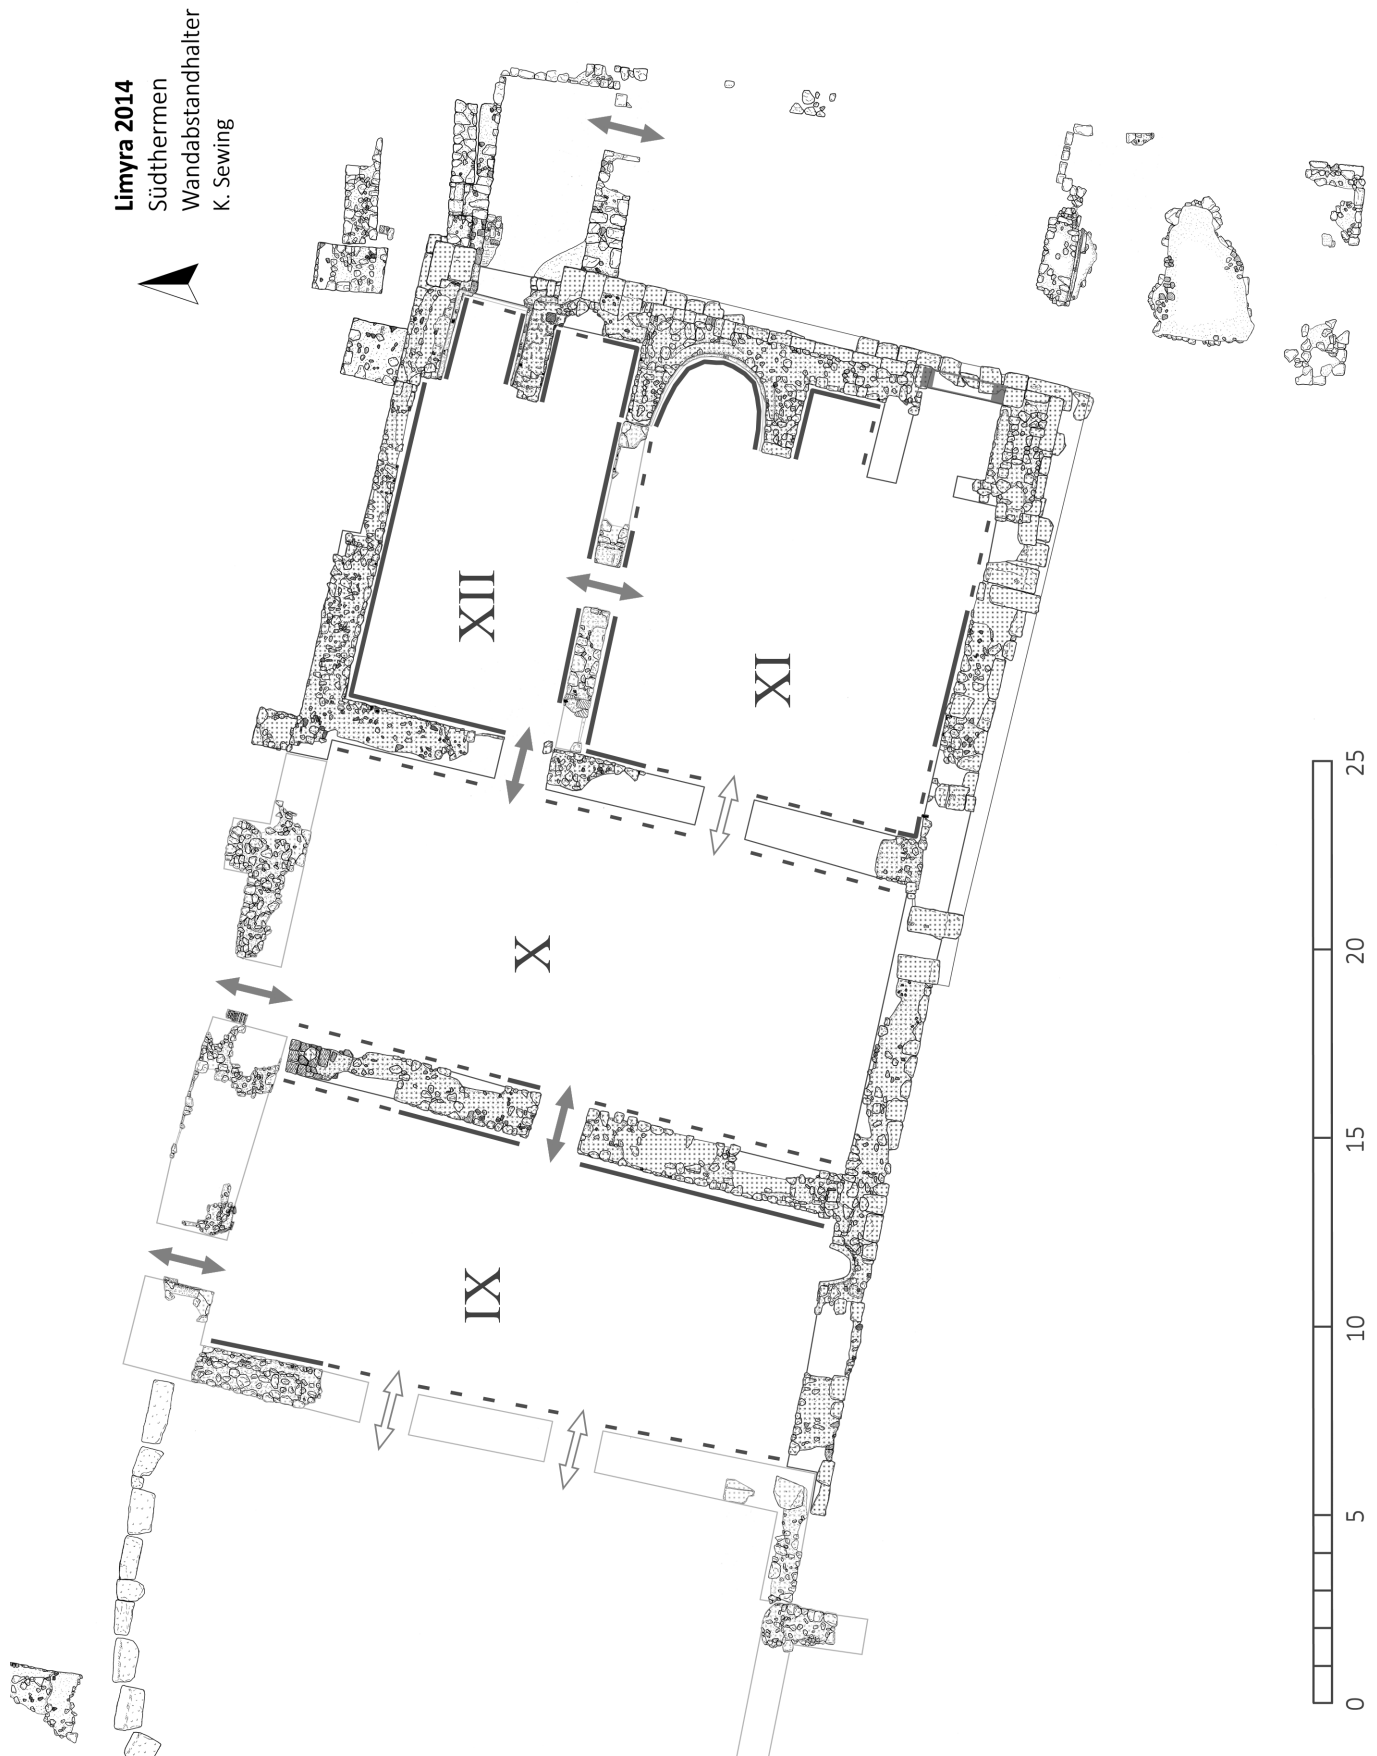 Limyra 2014
Südthermen
Wandabstandhalter
K. Sewing
XII
IX
X
XI
0 5 10 15 20 25